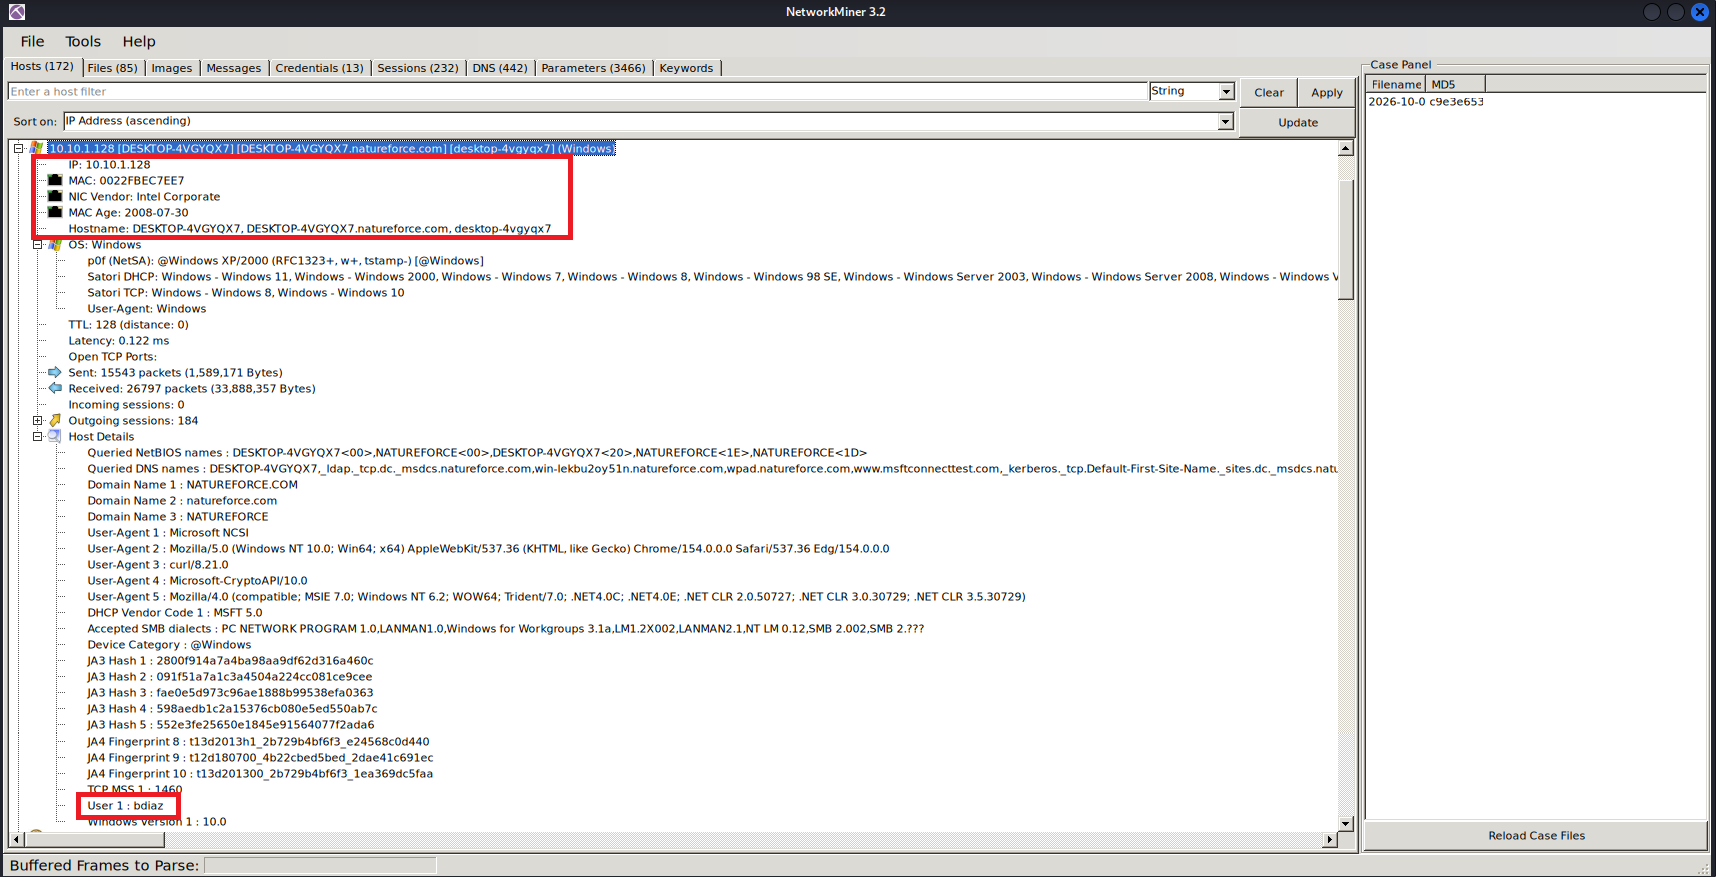 NetworkMiner 3.2
File Tools Help
Hosts (172) Files (85) Images Messages Credentials (13) Sessions (232) DNS (442) Parameters (3466) Keywords
Enter a host filter String Clear Apply
Sort on: IP Address (ascending) Update
10.10.1.128 [DESKTOP-4VGYQX7] [DESKTOP-4VGYQX7.natureforce.com] [desktop-4vgyqx7] (Windows)
IP: 10.10.1.128
MAC: 0022FBEC7EE7
NIC Vendor: Intel Corporate
MAC Age: 2008-07-30
Hostname: DESKTOP-4VGYQX7, DESKTOP-4VGYQX7.natureforce.com, desktop-4vgyqx7
OS: Windows
p0f (NetSA): @Windows XP/2000 (RFC1323+, w+, tstamp-) [@Windows]
Satori DHCP: Windows - Windows 11, Windows - Windows 2000, Windows - Windows 7, Windows - Windows 8, Windows - Windows 98 SE, Windows - Windows Server 2003, Windows - Windows Server 2008, Windows - Windows V
Satori TCP: Windows - Windows 8, Windows - Windows 10
User-Agent: Windows
TTL: 128 (distance: 0)
Latency: 0.122 ms
Open TCP Ports:
Sent: 15543 packets (1,589,171 Bytes)
Received: 26797 packets (33,888,357 Bytes)
Incoming sessions: 0
Outgoing sessions: 184
Host Details
Queried NetBIOS names : DESKTOP-4VGYQX7<00>,NATUREFORCE<00>,DESKTOP-4VGYQX7<20>,NATUREFORCE<1E>,NATUREFORCE<1D>
Queried DNS names : DESKTOP-4VGYQX7,_ldap._tcp.dc._msdcs.natureforce.com,win-lekbu2oy51n.natureforce.com,wpad.natureforce.com,www.msftconnecttest.com,_kerberos._tcp.Default-First-Site-Name._sites.dc._msdcs.natu
Domain Name 1 : NATUREFORCE.COM
Domain Name 2 : natureforce.com
Domain Name 3 : NATUREFORCE
User-Agent 1 : Microsoft NCSI
User-Agent 2 : Mozilla/5.0 (Windows NT 10.0; Win64; x64) AppleWebKit/537.36 (KHTML, like Gecko) Chrome/154.0.0.0 Safari/537.36 Edg/154.0.0.0
User-Agent 3 : curl/8.21.0
User-Agent 4 : Microsoft-CryptoAPI/10.0
User-Agent 5 : Mozilla/4.0 (compatible; MSIE 7.0; Windows NT 6.2; WOW64; Trident/7.0; .NET4.0C; .NET4.0E; .NET CLR 2.0.50727; .NET CLR 3.0.30729; .NET CLR 3.5.30729)
DHCP Vendor Code 1 : MSFT 5.0
Accepted SMB dialects : PC NETWORK PROGRAM 1.0,LANMAN1.0,Windows for Workgroups 3.1a,LM1.2X002,LANMAN2.1,NT LM 0.12,SMB 2.002,SMB 2.???
Device Category : @Windows
JA3 Hash 1 : 2800f914a7a4ba98aa9df62d316a460c
JA3 Hash 2 : 091f51a7a1c3a4504a224cc081ce9cee
JA3 Hash 3 : fae0e5d973c96ae1888b99538efa0363
JA3 Hash 4 : 598aedb1c2a15376cb080e5ed550ab7c
JA3 Hash 5 : 552e3fe25650e1845e91564077f2ada6
JA4 Fingerprint 8 : t13d2013h1_2b729b4bf6f3_e24568c0d440
JA4 Fingerprint 9 : t12d180700_4b22cbed5bed_2dae41c691ec
JA4 Fingerprint 10 : t13d201300_2b729b4bf6f3_1ea369dc5faa
TCP MSS 1 : 1460
User 1 : bdiaz
Windows Version 1 : 10.0
Buffered Frames to Parse:
Case Panel
Filename MD5
2026-10-0 c9e3e653
Reload Case Files